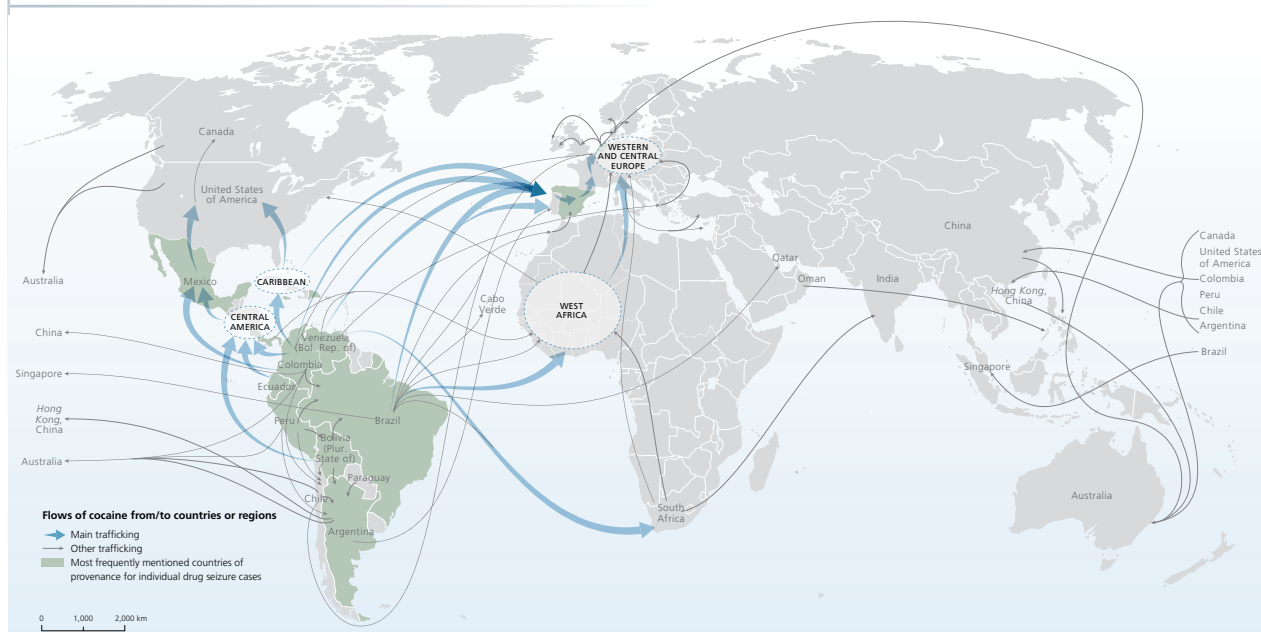 Canada
United States
of America
Australia
Mexico
CARIBBEAN
CENTRAL
AMERICA
China
Singapore
Hong
Kong,
China
Australia
Venezuela
(Bol. Rep. of)
Colombia
Ecuador
Peru
Brazil
Bolivia
(Plur.
State of)
Paraguay
Chile
Argentina
WESTERN
AND CENTRAL
EUROPE
Cabo
Verde
WEST
AFRICA
South
Africa
Qatar
Oman
India
China
Hong Kong,
China
Singapore
Australia
Canada
United States
of America
Colombia
Peru
Chile
Argentina
Brazil
Flows of cocaine from/to countries or regions
Main trafficking
Other trafficking
Most frequently mentioned countries of
provenance for individual drug seizure cases
0 1,000 2,000 km